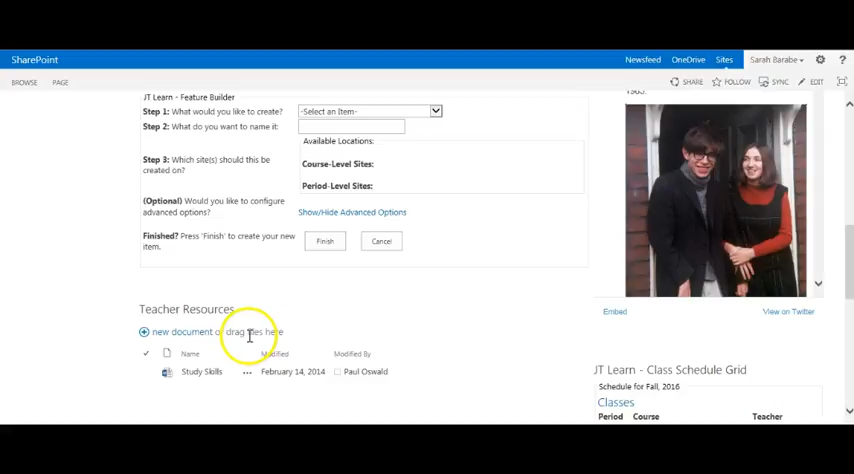 SharePoint
Newsfeed OneDrive Sites Sarah Barabe ?
BROWSE PAGE
SHARE FOLLOW SYNC EDIT
1965.
JT Learn - Feature Builder
Step 1: What would you like to create? -Select an Item-
Step 2: What do you want to name it:
Available Locations:
Step 3: Which site(s) should this be
created on?
Course-Level Sites:
Period-Level Sites:
(Optional) Would you like to configure
advanced options?
Show/Hide Advanced Options
Finished? Press 'Finish' to create your new
item.
Finish Cancel
Embed View on Twitter
Teacher Resources
new document or drag files here
Name Modified Modified By
Study Skills ... February 14, 2014 Paul Oswald
JT Learn - Class Schedule Grid
Schedule for Fall, 2016
Classes
Period Course Teacher